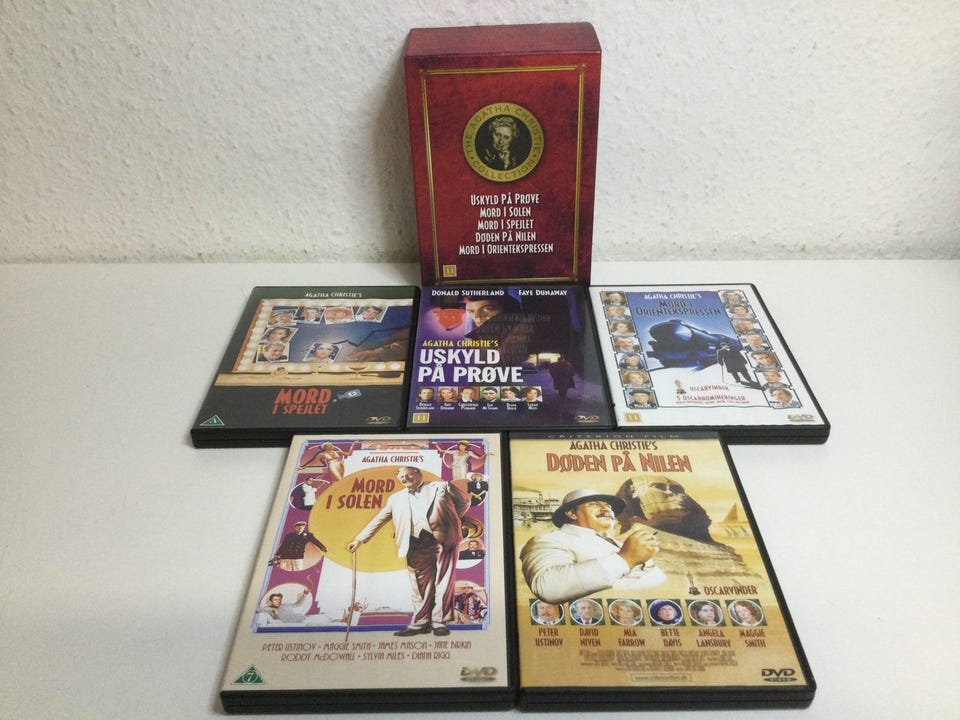 THE AGATHA CHRISTIE
COLLECTION
USKYLD PÅ PRØVE
MORD I SOLEN
MORD I SPEJLET
DØDEN PÅ NILEN
MORD I ORIENTEKSPRESSEN
11
AGATHA CHRISTIE'S
MORD
I SPEJLET
A
DVD
DONALD SUTHERLAND FAYE DUNAWAY
AGATHA CHRISTIE'S
USKYLD
PÅ PRØVE
11
DVD
AGATHA CHRISTIE'S
MORD I
ORIENTEKSPRESSEN
OSCARVINDER
5 OSCARNOMINERINGER
11
DVD
AGATHA CHRISTIE'S
MORD
I SOLEN
PETER USTINOV • MAGGIE SMITH • JAMES MASON • JANE BIRKIN
RODDY McDOWALL • SYLVIA MILES • DIANA RIGG
7
DVD
CRITERION FILM
AGATHA CHRISTIE'S
DØDEN PÅ NILEN
OSCARVINDER
PETER USTINOV DAVID NIVEN MIA FARROW BETTE DAVIS ANGELA LANSBURY MAGGIE SMITH
DVD
VIDEO